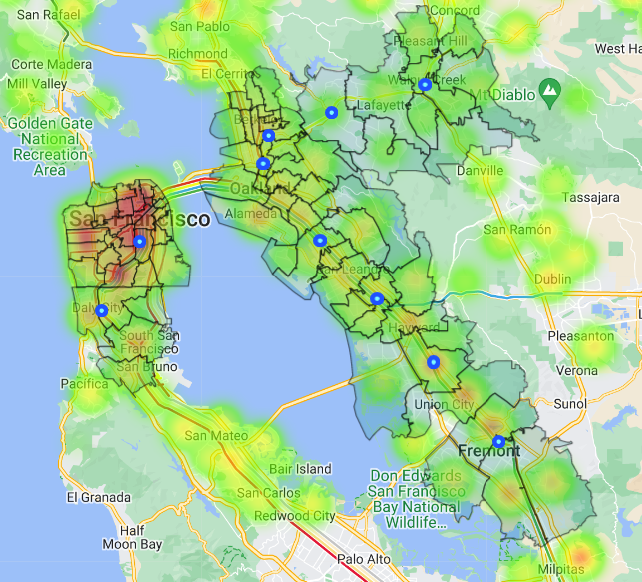 San Rafael
San Pablo
Concord
Richmond
Pleasant Hill
West Ha
Corte Madera
El Cerrito
Mill Valley
Walnut Creek
Mt Diablo
Lafayette
Golden Gate
National
Recreation
Area
Berkeley
Danville
Oakland
Tassajara
San Francisco
Alameda
San Ramón
San Leandro
Dublin
Daly City
Hayward
South San
Francisco
Pleasanton
San Bruno
Verona
Pacifica
Union City
Sunol
San Mateo
Fremont
Bair Island
Don Edwards
San Francisco
Bay National
Wildlife...
San Carlos
El Granada
Redwood City
Half
Moon Bay
Palo Alto
Milpitas